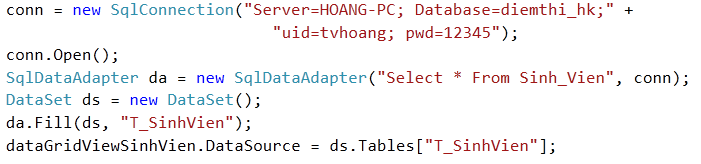 conn = new SqlConnection("Server=HOANG-PC; Database=diemthi_hk;" +
"uid=tvhoang; pwd=12345");
conn.Open();
SqlDataAdapter da = new SqlDataAdapter("Select * From Sinh_Vien", conn);
DataSet ds = new DataSet();
da.Fill(ds, "T_SinhVien");
dataGridViewSinhVien.DataSource = ds.Tables["T_SinhVien"];